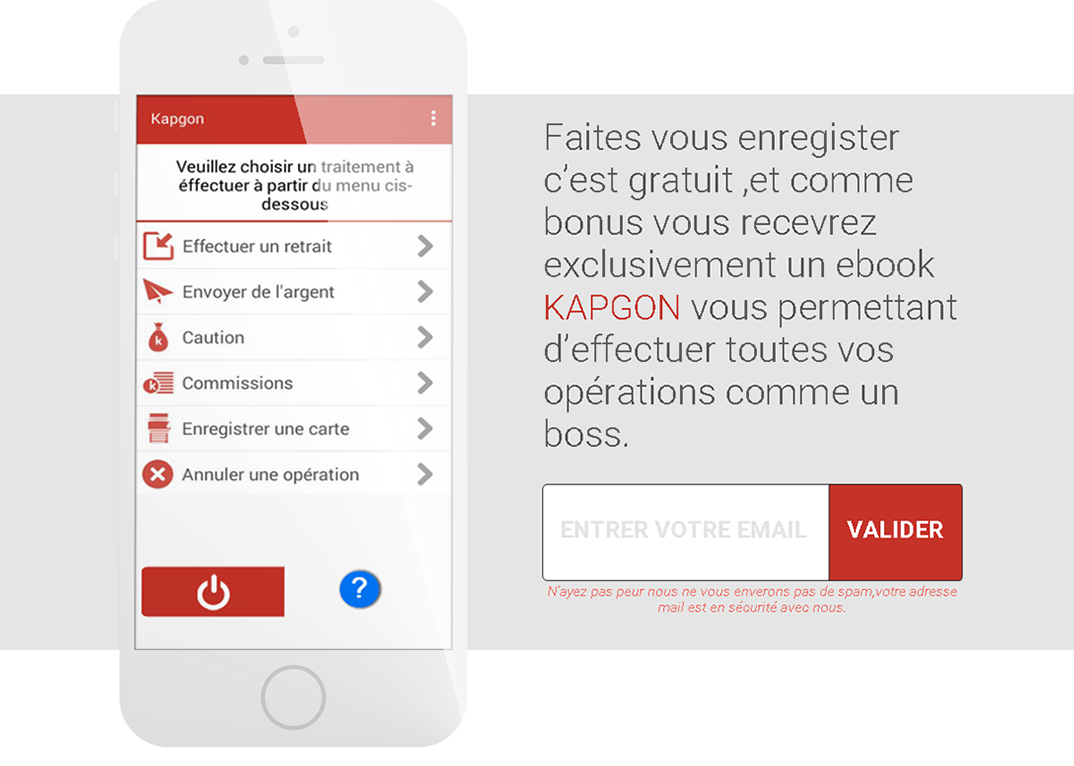 Kapgon
Veuillez choisir un traitement à
éffectuer à partir du menu cis-
dessous
Effectuer un retrait
Envoyer de l'argent
k
Caution
k
Commissions
Enregistrer une carte
Annuler une opération
?
Faites vous enregister
c'est gratuit ,et comme
bonus vous recevrez
exclusivement un ebook
KAPGON vous permettant
d'effectuer toutes vos
opérations comme un
boss.
ENTRER VOTRE EMAIL
VALIDER
N'ayez pas peur nous ne vous enverons pas de spam,votre adresse
mail est en sécurité avec nous.